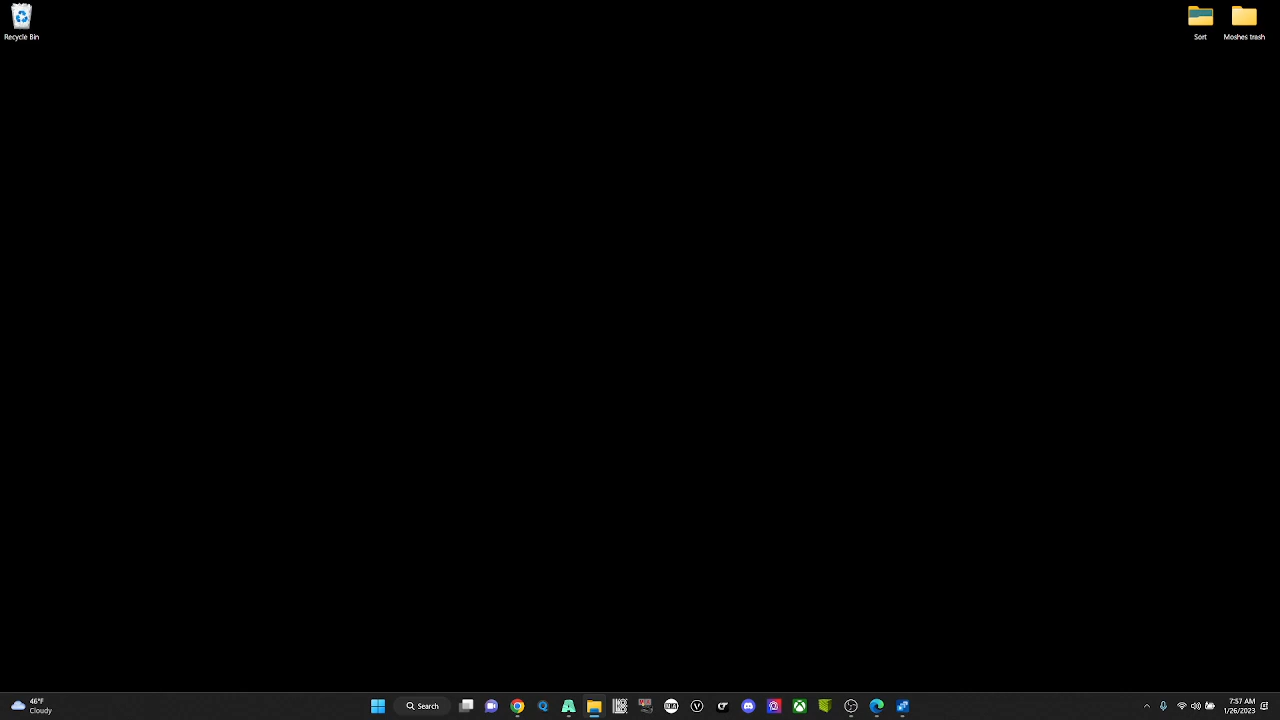 Recycle Bin
Sort
Moshes trash
46°F
Cloudy
Search
7:57 AM
1/26/2023